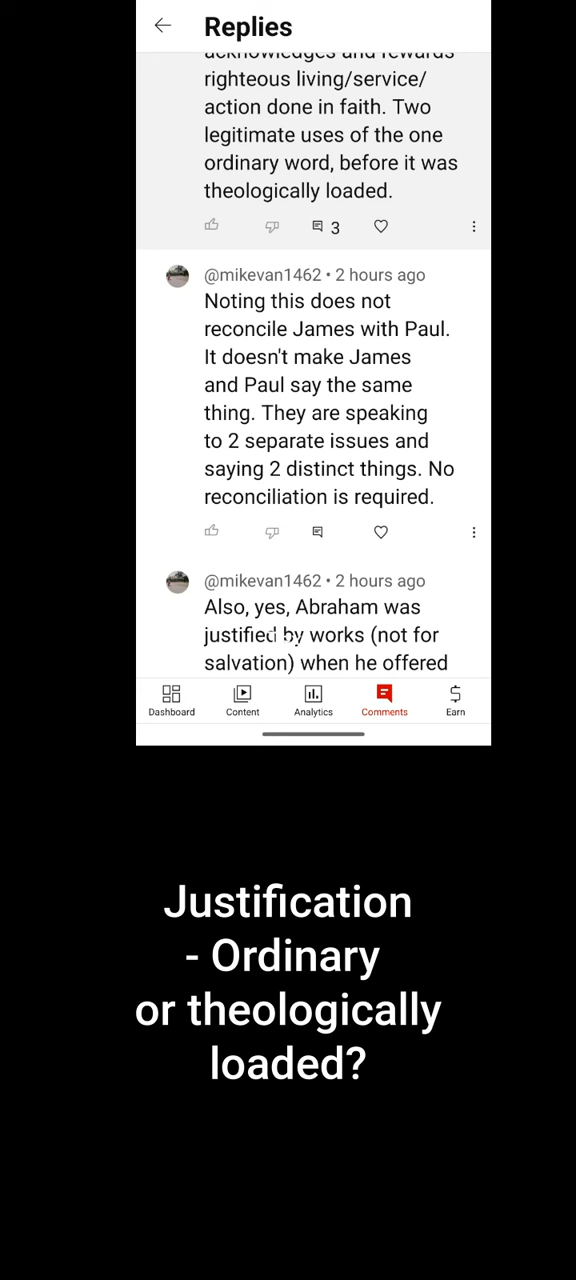 Replies
acknowledges and rewards
righteous living/service/
action done in faith. Two
legitimate uses of the one
ordinary word, before it was
theologically loaded.
3
@mikevan1462 • 2 hours ago
Noting this does not
reconcile James with Paul.
It doesn't make James
and Paul say the same
thing. They are speaking
to 2 separate issues and
saying 2 distinct things. No
reconciliation is required.
@mikevan1462 • 2 hours ago
Also, yes, Abraham was
justified by works (not for
salvation) when he offered
Dashboard Content Analytics Comments Earn
Justification
- Ordinary
or theologically
loaded?